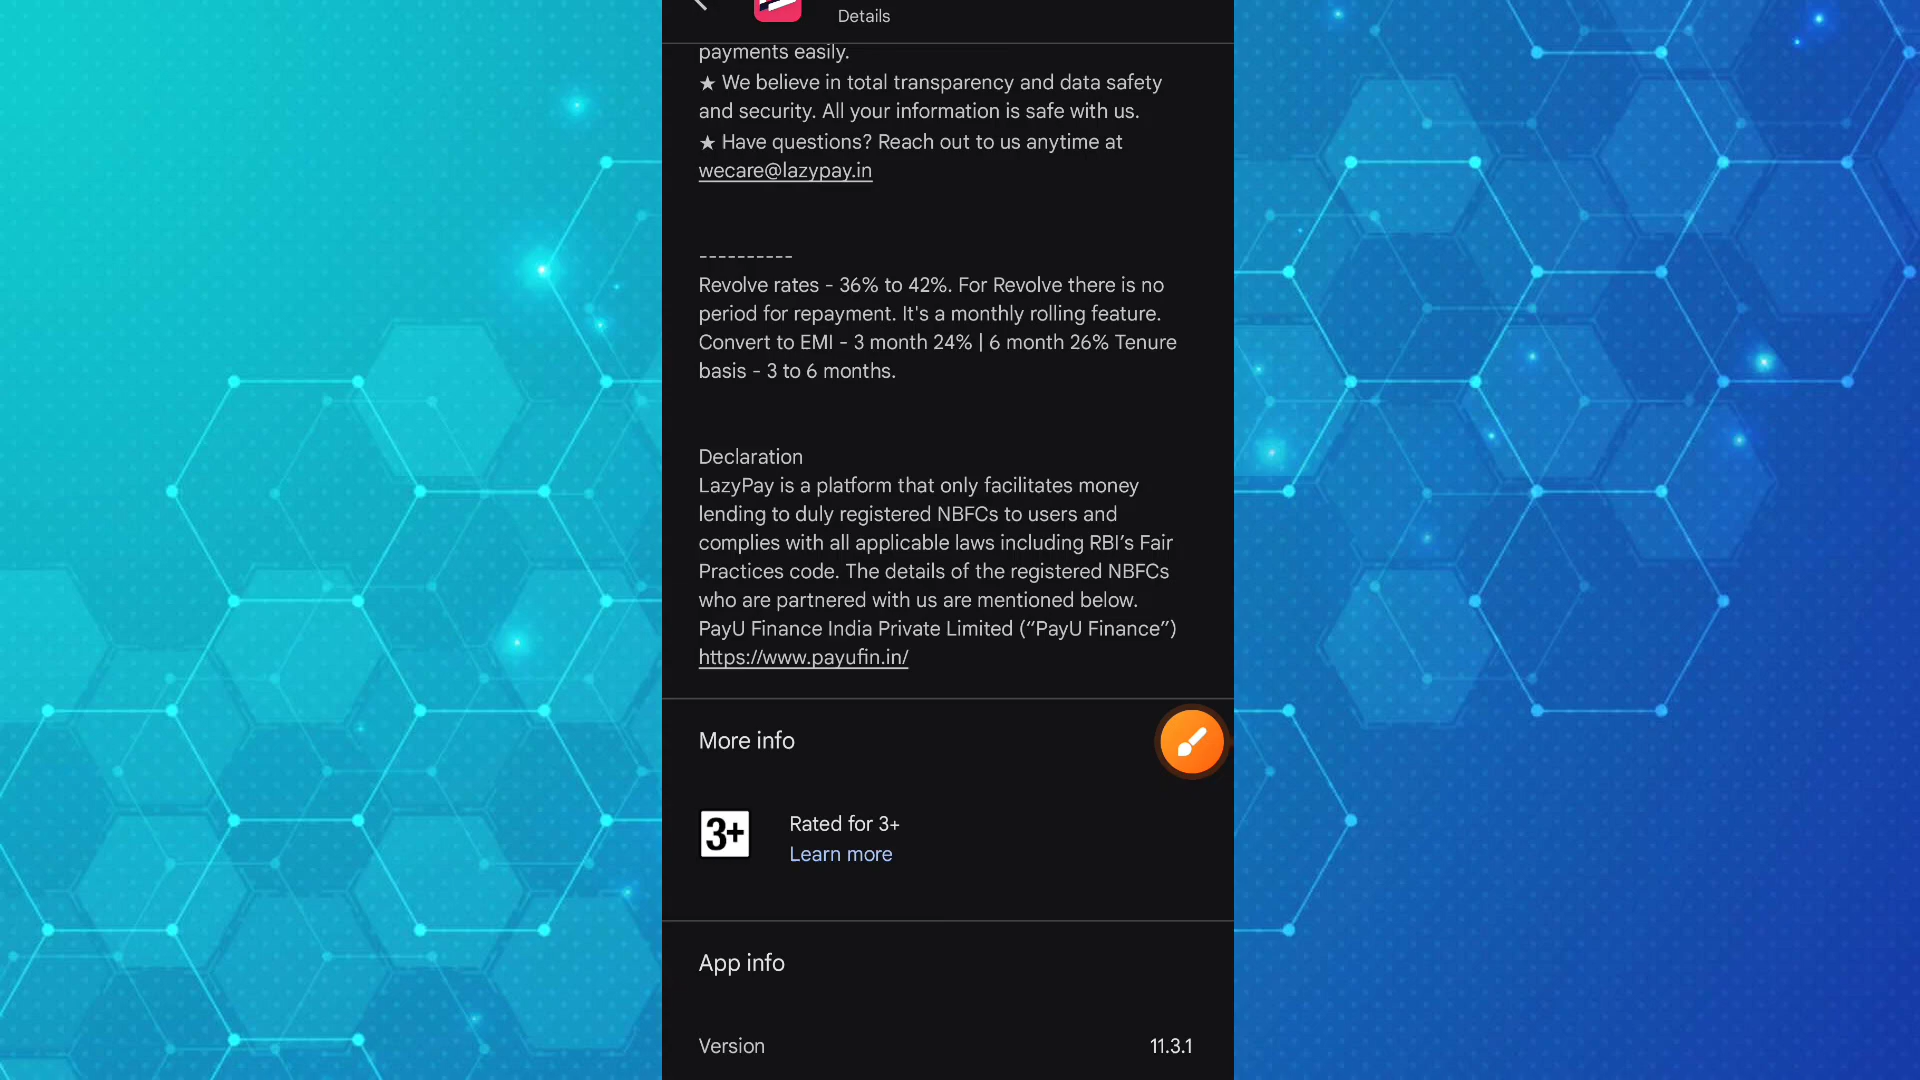 Details
payments easily.
★ We believe in total transparency and data safety
and security. All your information is safe with us.
★ Have questions? Reach out to us anytime at
wecare@lazypay.in
----------
Revolve rates - 36% to 42%. For Revolve there is no
period for repayment. It's a monthly rolling feature.
Convert to EMI - 3 month 24% | 6 month 26% Tenure
basis - 3 to 6 months.
Declaration
LazyPay is a platform that only facilitates money
lending to duly registered NBFCs to users and
complies with all applicable laws including RBI’s Fair
Practices code. The details of the registered NBFCs
who are partnered with us are mentioned below.
PayU Finance India Private Limited (“PayU Finance”)
https://www.payufin.in/
More info
3+
Rated for 3+
Learn more
App info
Version 11.3.1